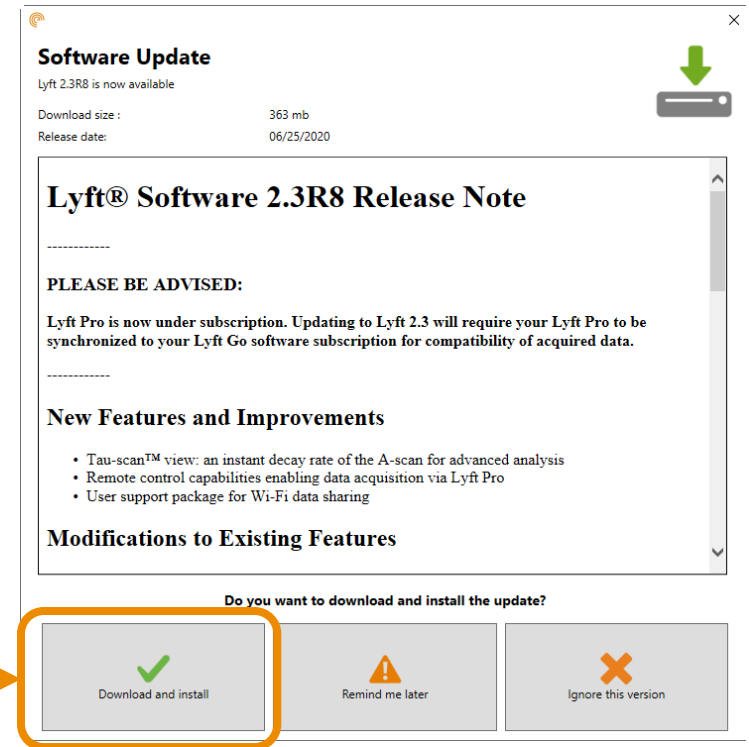 Software Update
Lyft 2.3R8 is now available
Download size : 363 mb
Release date: 06/25/2020
Lyft® Software 2.3R8 Release Note
------------
PLEASE BE ADVISED:
Lyft Pro is now under subscription. Updating to Lyft 2.3 will require your Lyft Pro to be
synchronized to your Lyft Go software subscription for compatibility of acquired data.
------------
New Features and Improvements
• Tau-scan™ view: an instant decay rate of the A-scan for advanced analysis
• Remote control capabilities enabling data acquisition via Lyft Pro
• User support package for Wi-Fi data sharing
Modifications to Existing Features
Do you want to download and install the update?
Download and install
Remind me later
Ignore this version